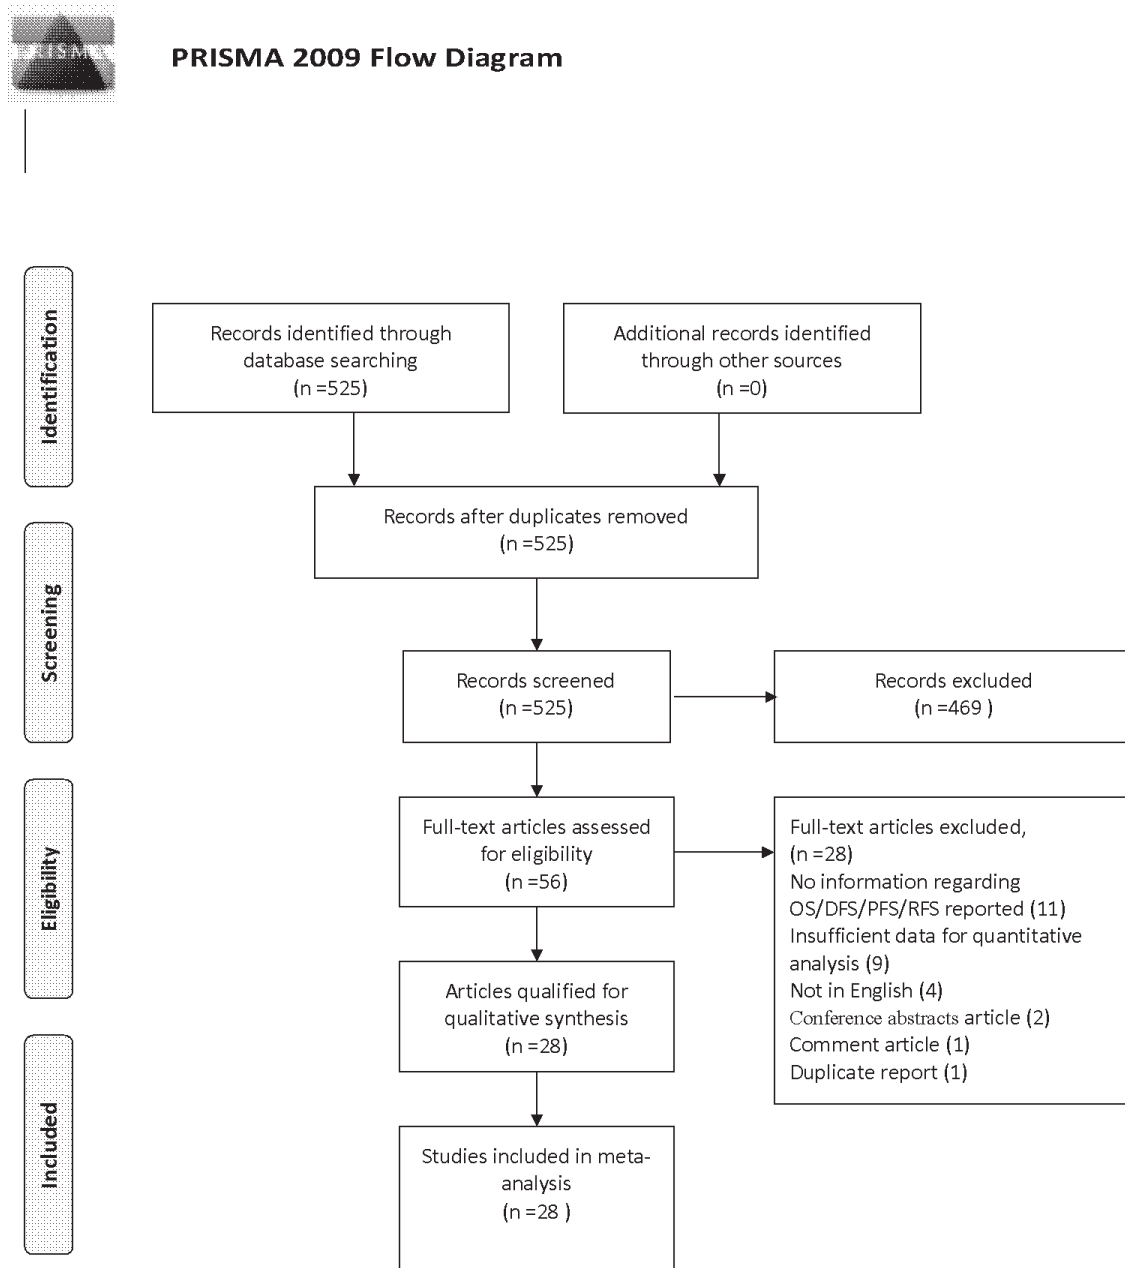 PRISMA
PRISMA 2009 Flow Diagram
Identification
Records identified through
database searching
(n =525)
Additional records identified
through other sources
(n =0)
Records after duplicates removed
(n =525)
Screening
Records screened
(n =525)
Records excluded
(n =469 )
Eligibility
Full-text articles assessed
for eligibility
(n =56)
Full-text articles excluded,
(n =28)
No information regarding
OS/DFS/PFS/RFS reported (11)
Insufficient data for quantitative
analysis (9)
Not in English (4)
Conference abstracts article (2)
Comment article (1)
Duplicate report (1)
Articles qualified for
qualitative synthesis
(n =28)
Included
Studies included in meta-
analysis
(n =28 )